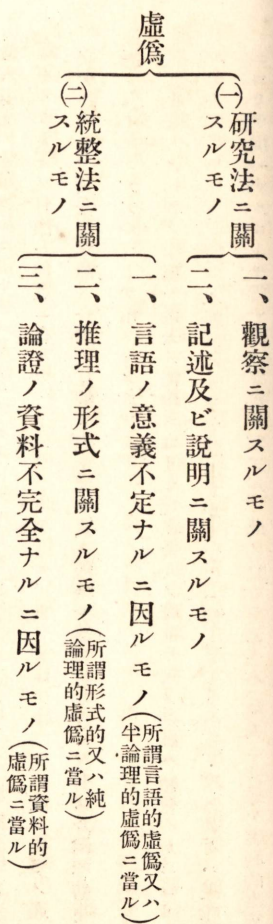 虛僞
㈠研究法ニ關スルモノ
一、觀察ニ關スルモノ
二、記述及ビ說明ニ關スルモノ
㈡統整法ニ關スルモノ
一、言語ノ意義不定ナルニ因ルモノ(所謂言語的虛僞又ハ半論理的虛僞ニ當ル)
二、推理ノ形式ニ關スルモノ(所謂形式的又ハ純論理的虛僞ニ當ル)
三、論證ノ資料不完全ナルニ因ルモノ(所謂資料的虛僞ニ當ル)